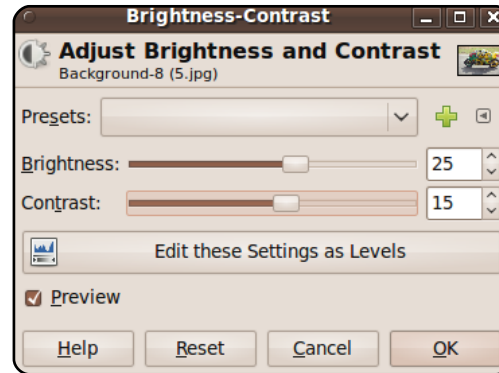 Brightness-Contrast
Adjust Brightness and Contrast
Background-8 (5.jpg)
Presets:
Brightness: 25
Contrast: 15
Edit these Settings as Levels
Preview
Help Reset Cancel OK